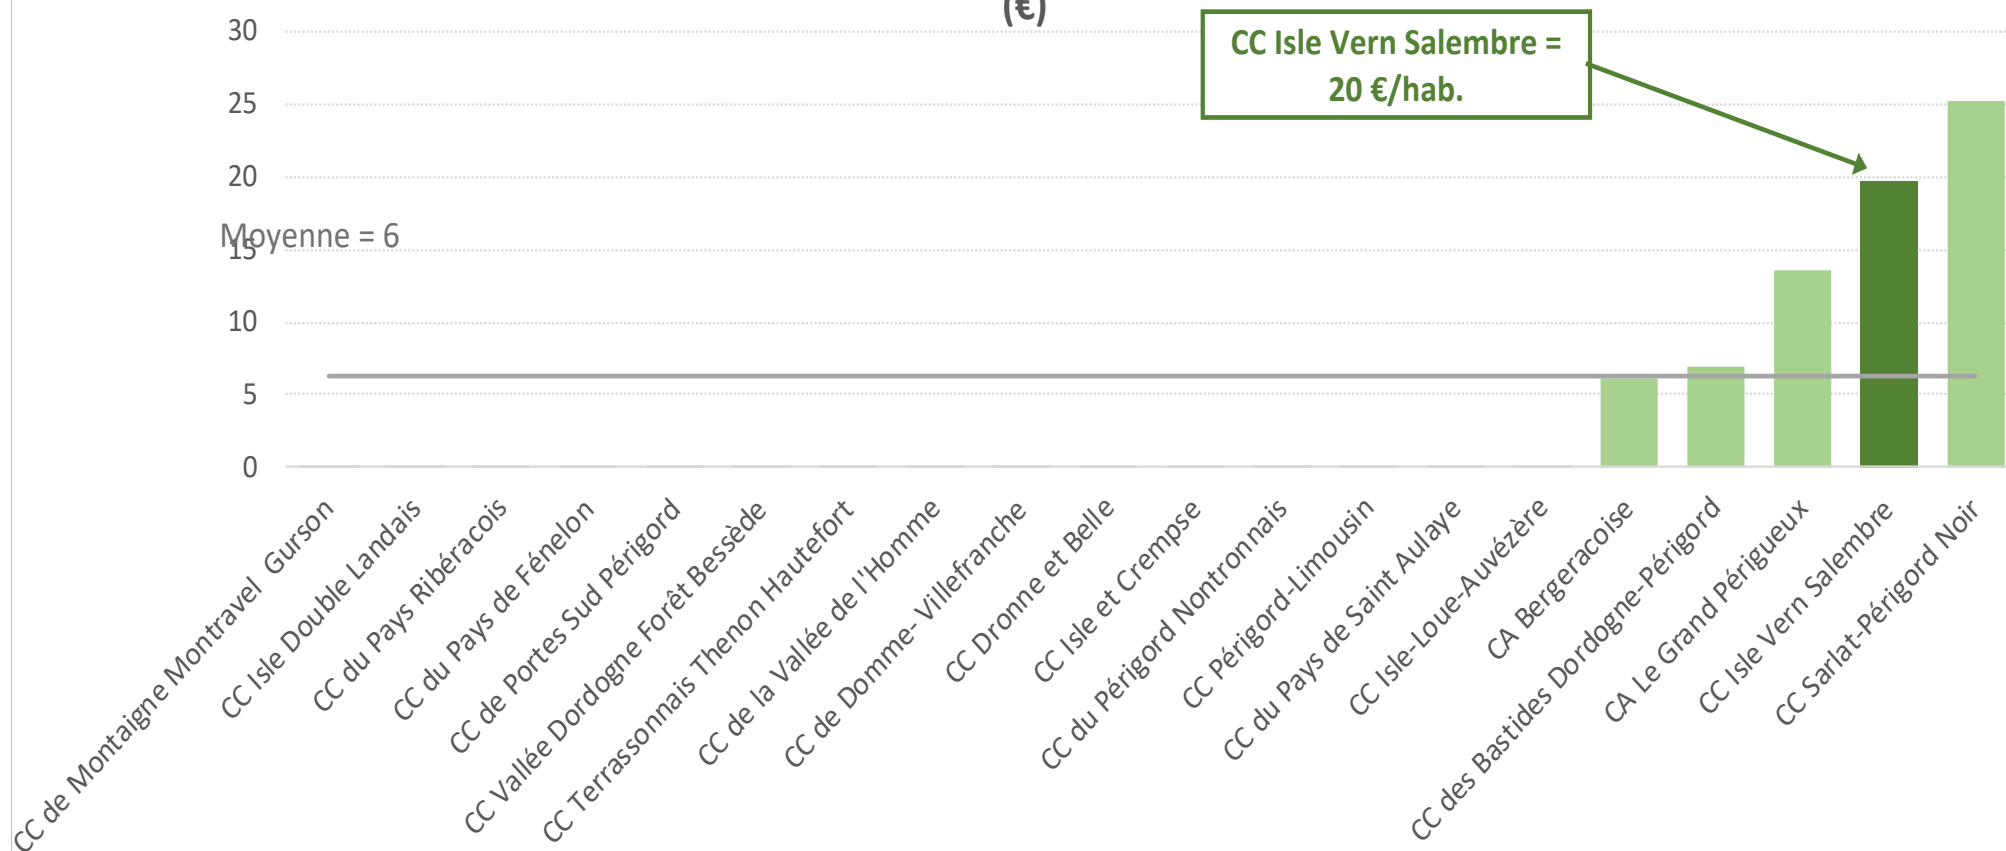 (€)
30
CC Isle Vern Salembre =
20 €/hab.
25
20
Moyenne = 6
15
10
5
0
CC de Montaigne Montravel Gurson
CC Isle Double Landais
CC du Pays Ribéracois
CC du Pays de Fénelon
CC de Portes Sud Périgord
CC Vallée Dordogne Forêt Bessède
CC Terrassonnais Thenon Hautefort
CC de la Vallée de l'Homme
CC de Domme- Villefranche
CC Dronne et Belle
CC Isle et Crempse
CC du Périgord Nontronnais
CC Périgord-Limousin
CC du Pays de Saint Aulaye
CC Isle-Loue-Auvézère
CA Bergeracoise
CC des Bastides Dordogne-Périgord
CA Le Grand Périgueux
CC Isle Vern Salembre
CC Sarlat-Périgord Noir